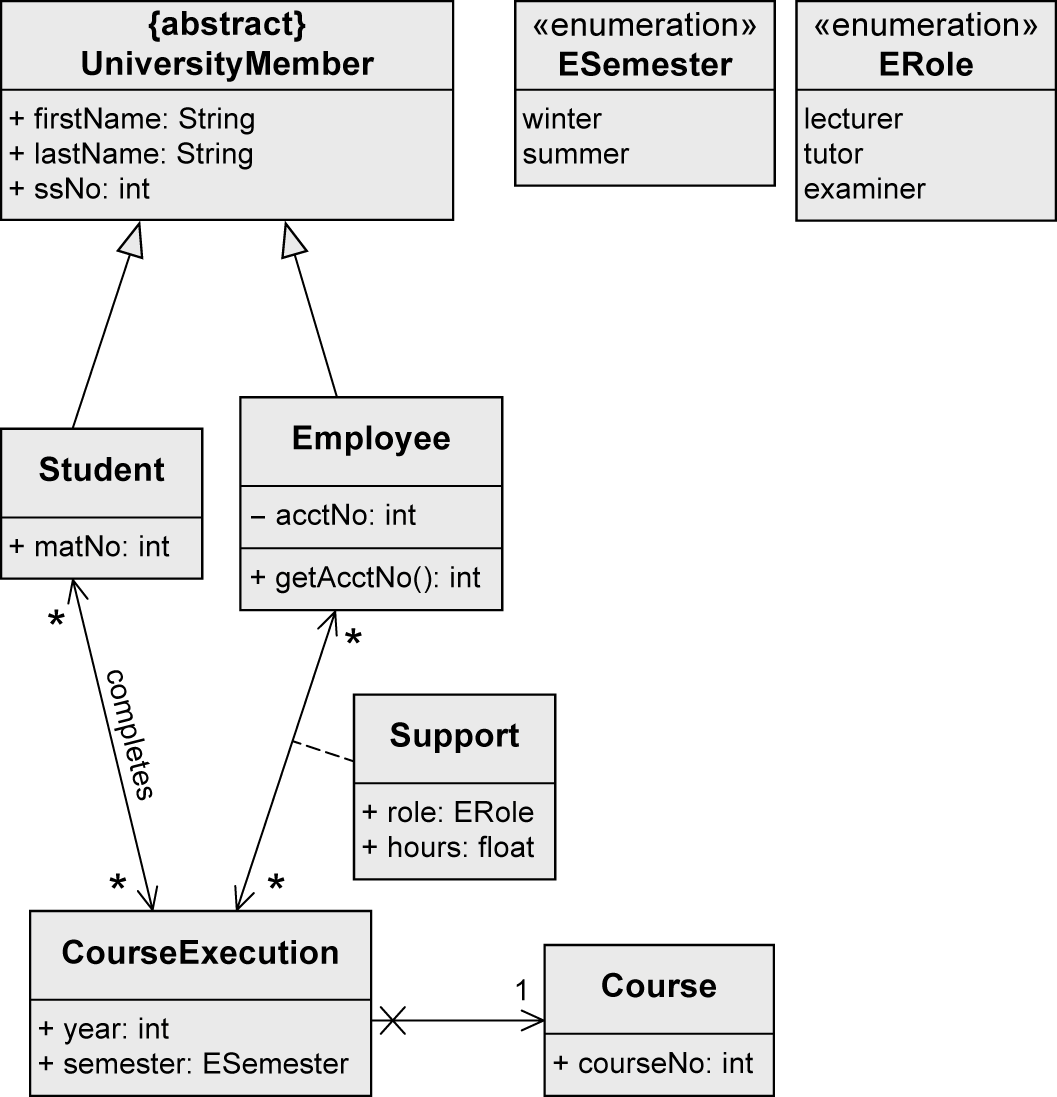 {abstract}
UniversityMember
+ firstName: String
+ lastName: String
+ ssNo: int
«enumeration»
ESemester
winter
summer
«enumeration»
ERole
lecturer
tutor
examiner
Student
+ matNo: int
Employee
– acctNo: int
+ getAcctNo(): int
*
*
completes
Support
+ role: ERole
+ hours: float
*
*
CourseExecution
+ year: int
+ semester: ESemester
1
Course
+ courseNo: int